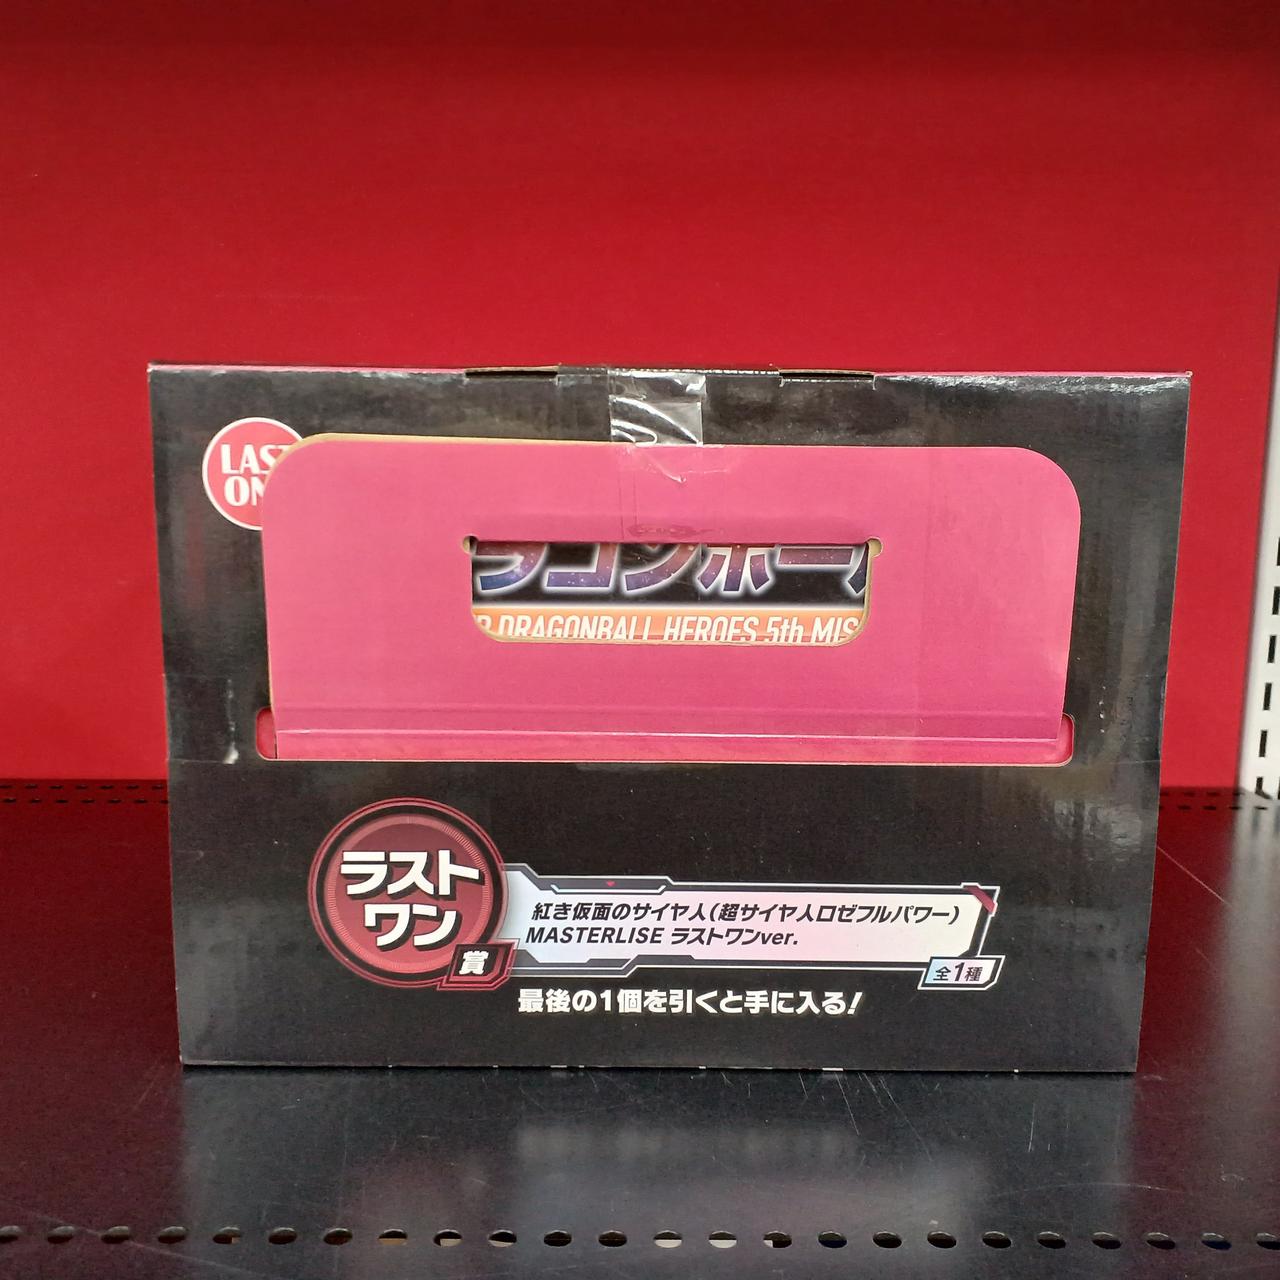 LAST
ON
ラゴンボー
DRAGONBALL HEROES 5th MIS
ラスト
ワン
賞
紅き仮面のサイヤ人(超サイヤ人ロゼフルパワー)
MASTERLISE ラストワンver.
全1種
最後の1個を引くと手に入る!